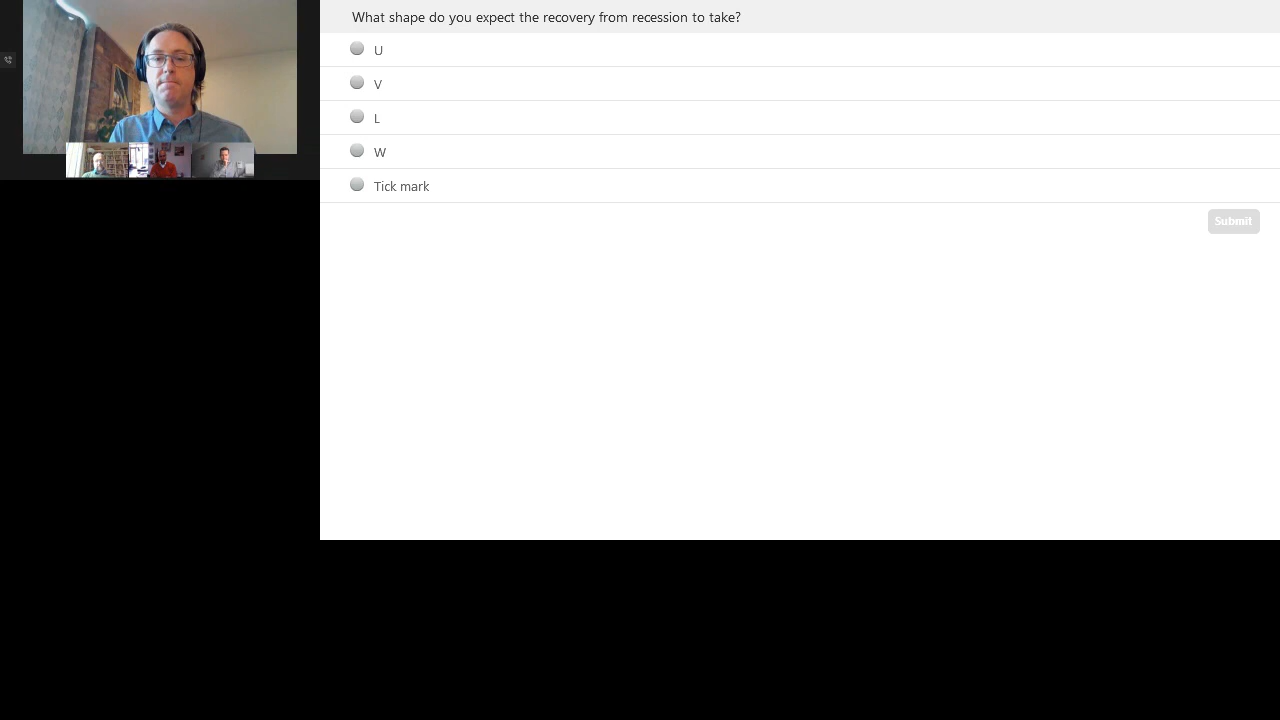 What shape do you expect the recovery from recession to take?
U
V
L
W
Tick mark
Submit